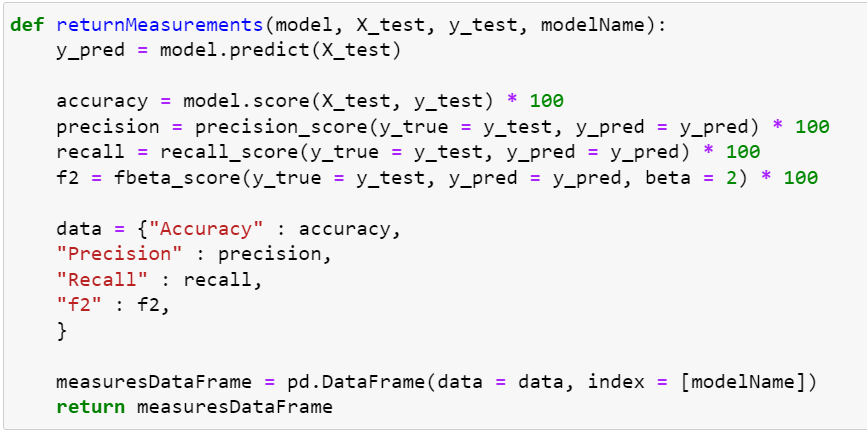 def returnMeasurements(model, X_test, y_test, modelName):
    y_pred = model.predict(X_test)

    accuracy = model.score(X_test, y_test) * 100
    precision = precision_score(y_true = y_test, y_pred = y_pred) * 100
    recall = recall_score(y_true = y_test, y_pred = y_pred) * 100
    f2 = fbeta_score(y_true = y_test, y_pred = y_pred, beta = 2) * 100

    data = {"Accuracy" : accuracy,
    "Precision" : precision,
    "Recall" : recall,
    "f2" : f2,
    }

    measuresDataFrame = pd.DataFrame(data = data, index = [modelName])
    return measuresDataFrame